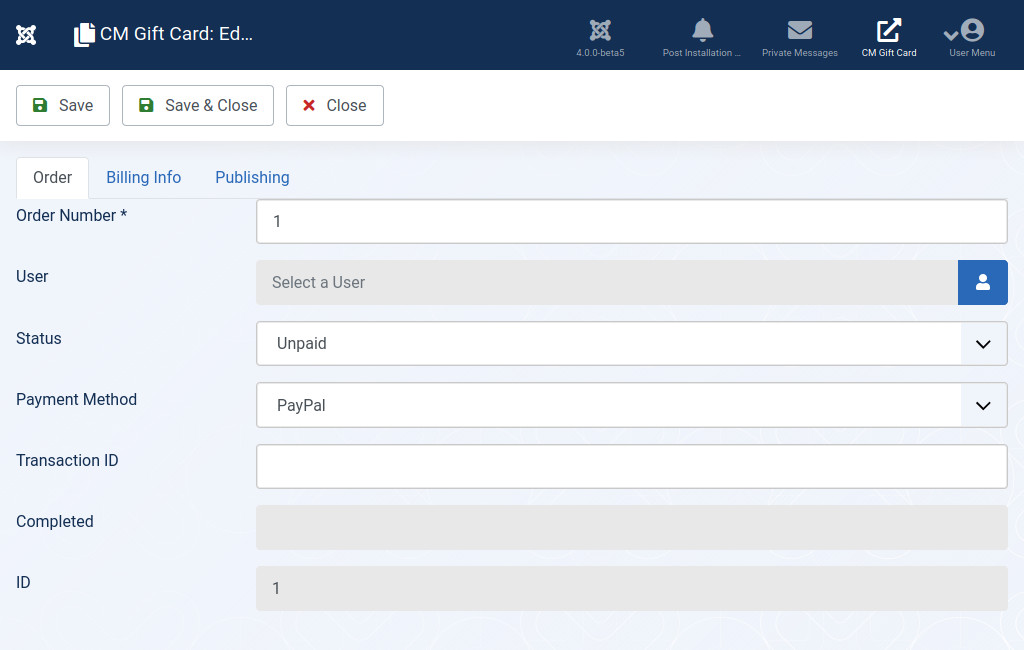 CM Gift Card: Ed...
4.0.0-beta5
Post Installation ...
Private Messages
CM Gift Card
User Menu
Save
Save & Close
Close
Order
Billing Info
Publishing
Order Number *
1
User
Select a User
Status
Unpaid
Payment Method
PayPal
Transaction ID
Completed
ID
1